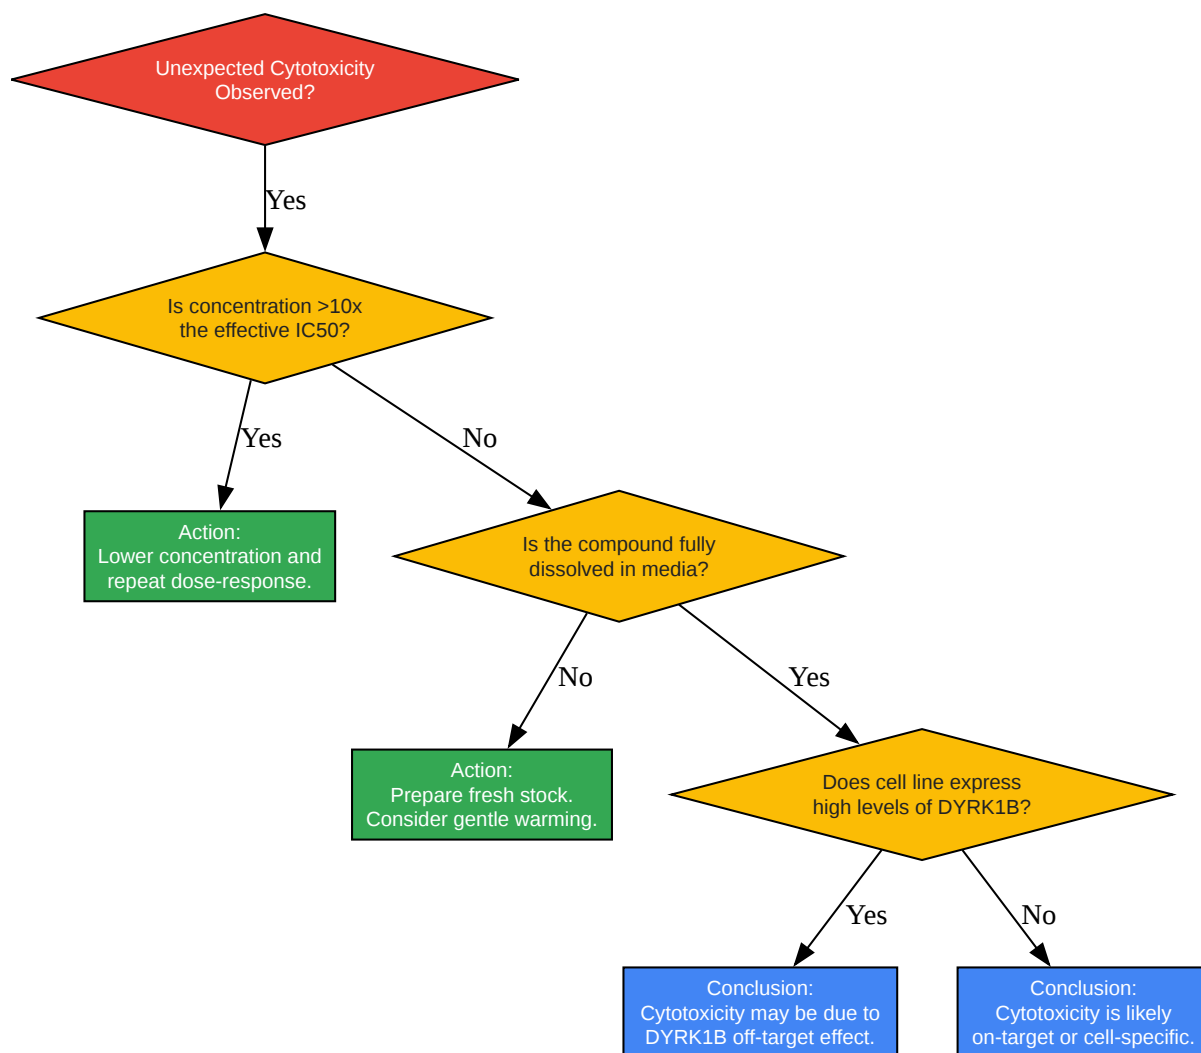 Unexpected Cytotoxicity
Observed?
Yes
Is concentration >10x
the effective IC50?
Yes
No
Action:
Lower concentration and
repeat dose-response.
Is the compound fully
dissolved in media?
No
Yes
Action:
Prepare fresh stock.
Consider gentle warming.
Does cell line express
high levels of DYRK1B?
Yes
No
Conclusion:
Cytotoxicity may be due to
DYRK1B off-target effect.
Conclusion:
Cytotoxicity is likely
on-target or cell-specific.